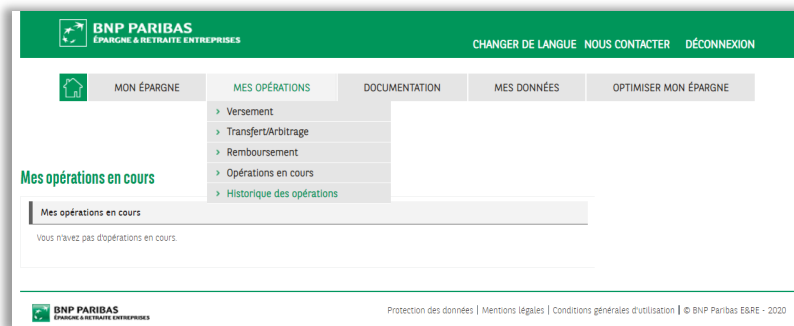 BNP PARIBAS
ÉPARGNE & RETRAITE ENTREPRISES
CHANGER DE LANGUE NOUS CONTACTER DÉCONNEXION
MON ÉPARGNE MES OPÉRATIONS DOCUMENTATION MES DONNÉES OPTIMISER MON ÉPARGNE
› Versement
› Transfert/Arbitrage
› Remboursement
› Opérations en cours
› Historique des opérations
Mes opérations en cours
Mes opérations en cours
Vous n'avez pas d'opérations en cours.
BNP PARIBAS
ÉPARGNE & RETRAITE ENTREPRISES
Protection des données | Mentions légales | Conditions générales d'utilisation | © BNP Paribas E&RE - 2020